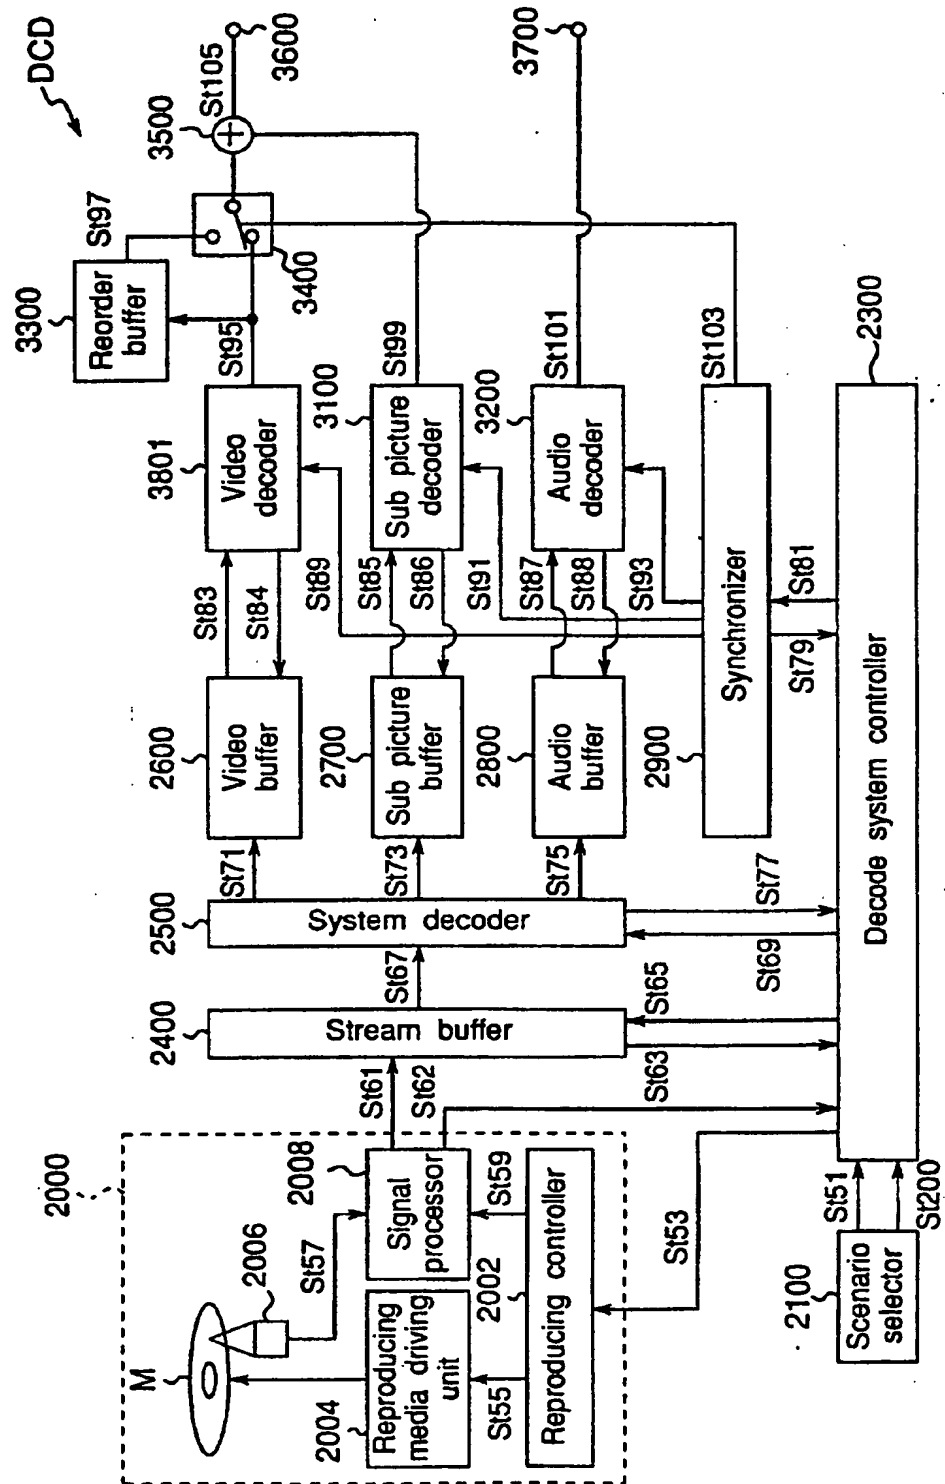 DCD
2000
M
2006
St57
2004
Reproducing
media driving
unit
2008
Signal
processor
St55
2002
St59
Reproducing controller
St53
St61
St62
2400
Stream buffer
St63
St65
St67
2500
System decoder
St69
St77
St71
St73
St75
2600
Video
buffer
2700
Sub picture
buffer
2800
Audio
buffer
St83
St84
St89
St85
St86
St91
St87
St88
St93
3801
Video
decoder
3100
Sub picture
decoder
3200
Audio
decoder
2900
Synchronizer
St79
St81
3300
Reorder
buffer
St95
St97
3400
3500
St105
3600
St99
St101
3700
St103
2300
Decode system controller
2100
Scenario
selector
St51
St200